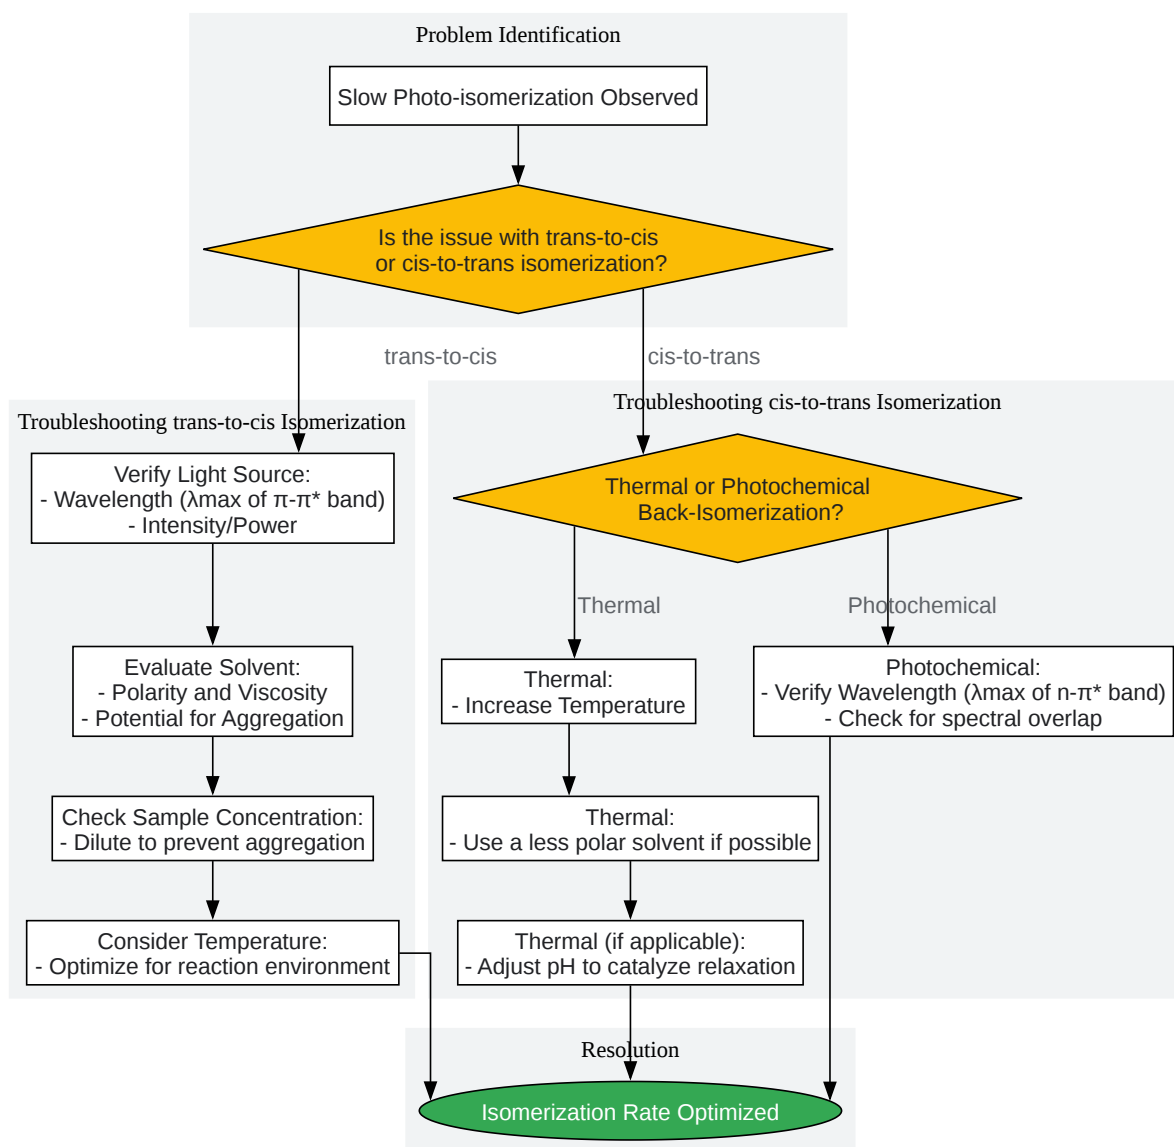 Problem Identification
Slow Photo-isomerization Observed
Is the issue with trans-to-cis
or cis-to-trans isomerization?
trans-to-cis
cis-to-trans
Troubleshooting trans-to-cis Isomerization
Verify Light Source:
- Wavelength (λmax of π-π* band)
- Intensity/Power
Evaluate Solvent:
- Polarity and Viscosity
- Potential for Aggregation
Check Sample Concentration:
- Dilute to prevent aggregation
Consider Temperature:
- Optimize for reaction environment
Troubleshooting cis-to-trans Isomerization
Thermal or Photochemical
Back-Isomerization?
Thermal
Photochemical
Thermal:
- Increase Temperature
Photochemical:
- Verify Wavelength (λmax of n-π* band)
- Check for spectral overlap
Thermal:
- Use a less polar solvent if possible
Thermal (if applicable):
- Adjust pH to catalyze relaxation
Resolution
Isomerization Rate Optimized